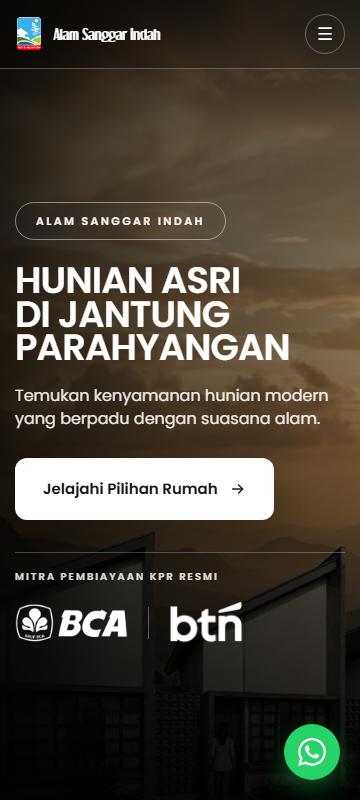 Alam Sanggar Indah
ALAM SANGGAR INDAH
HUNIAN ASRI
DI JANTUNG
PARAHYANGAN
Temukan kenyamanan hunian modern
yang berpadu dengan suasana alam.
Jelajahi Pilihan Rumah →
MITRA PEMBIAYAAN KPR RESMI
BCA
btn